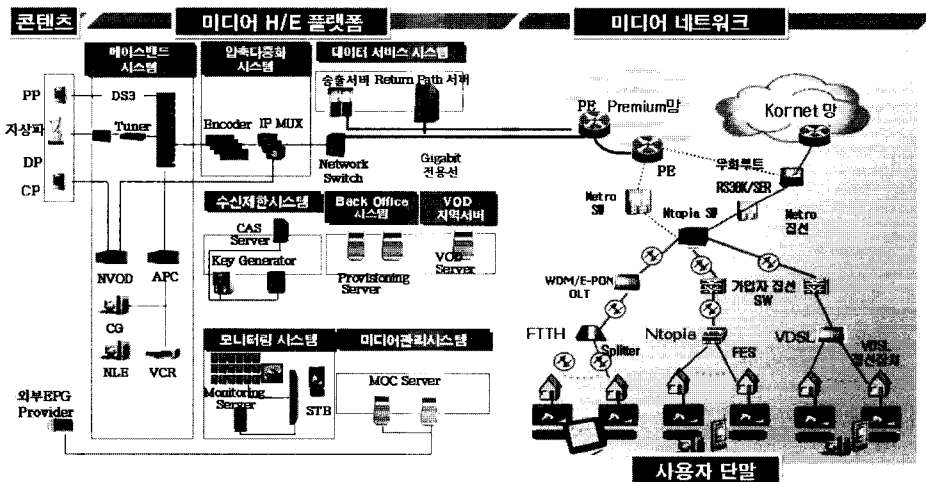 콘텐츠
미디어 H/E 플랫폼
미디어 네트워크
베이스밴드
시스템
압축다중화
시스템
데이터 서비스 시스템
송출서버 Return Path 서버
PP
DS3
지상파
Tuner
DP
CP
Encoder
IP MUX
Network
Switch
Gigabit
전용선
PE Premium망
Kornet 망
PE
우회루트
RS38K/SER
Metro
SW
Ntopia SW
Metro
집선
수신제한시스템
Back Office
시스템
VOD
지역서버
CAS
Server
Key Generator
Provisioning
Server
VOD
Server
NVOD
APC
CG
NLE
VCR
WDM/E-PON
OLT
가입자 집선
SW
FTTH
Splitter
Ntopia
FES
VDSL
VDSL
집선장치
모니터링 시스템
미디어관리시스템
Monitoring
Server
STB
MOC Server
외부EPG
Provider
사용자 단말